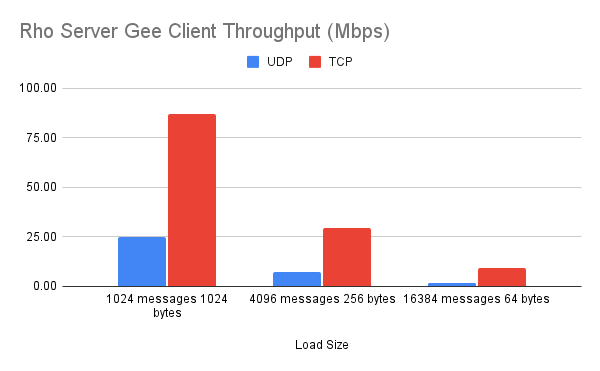 Rho Server Gee Client Throughput (Mbps)
UDP TCP
100.00
75.00
50.00
25.00
0.00
1024 messages 1024 4096 messages 256 bytes 16384 messages 64 bytes
bytes
Load Size